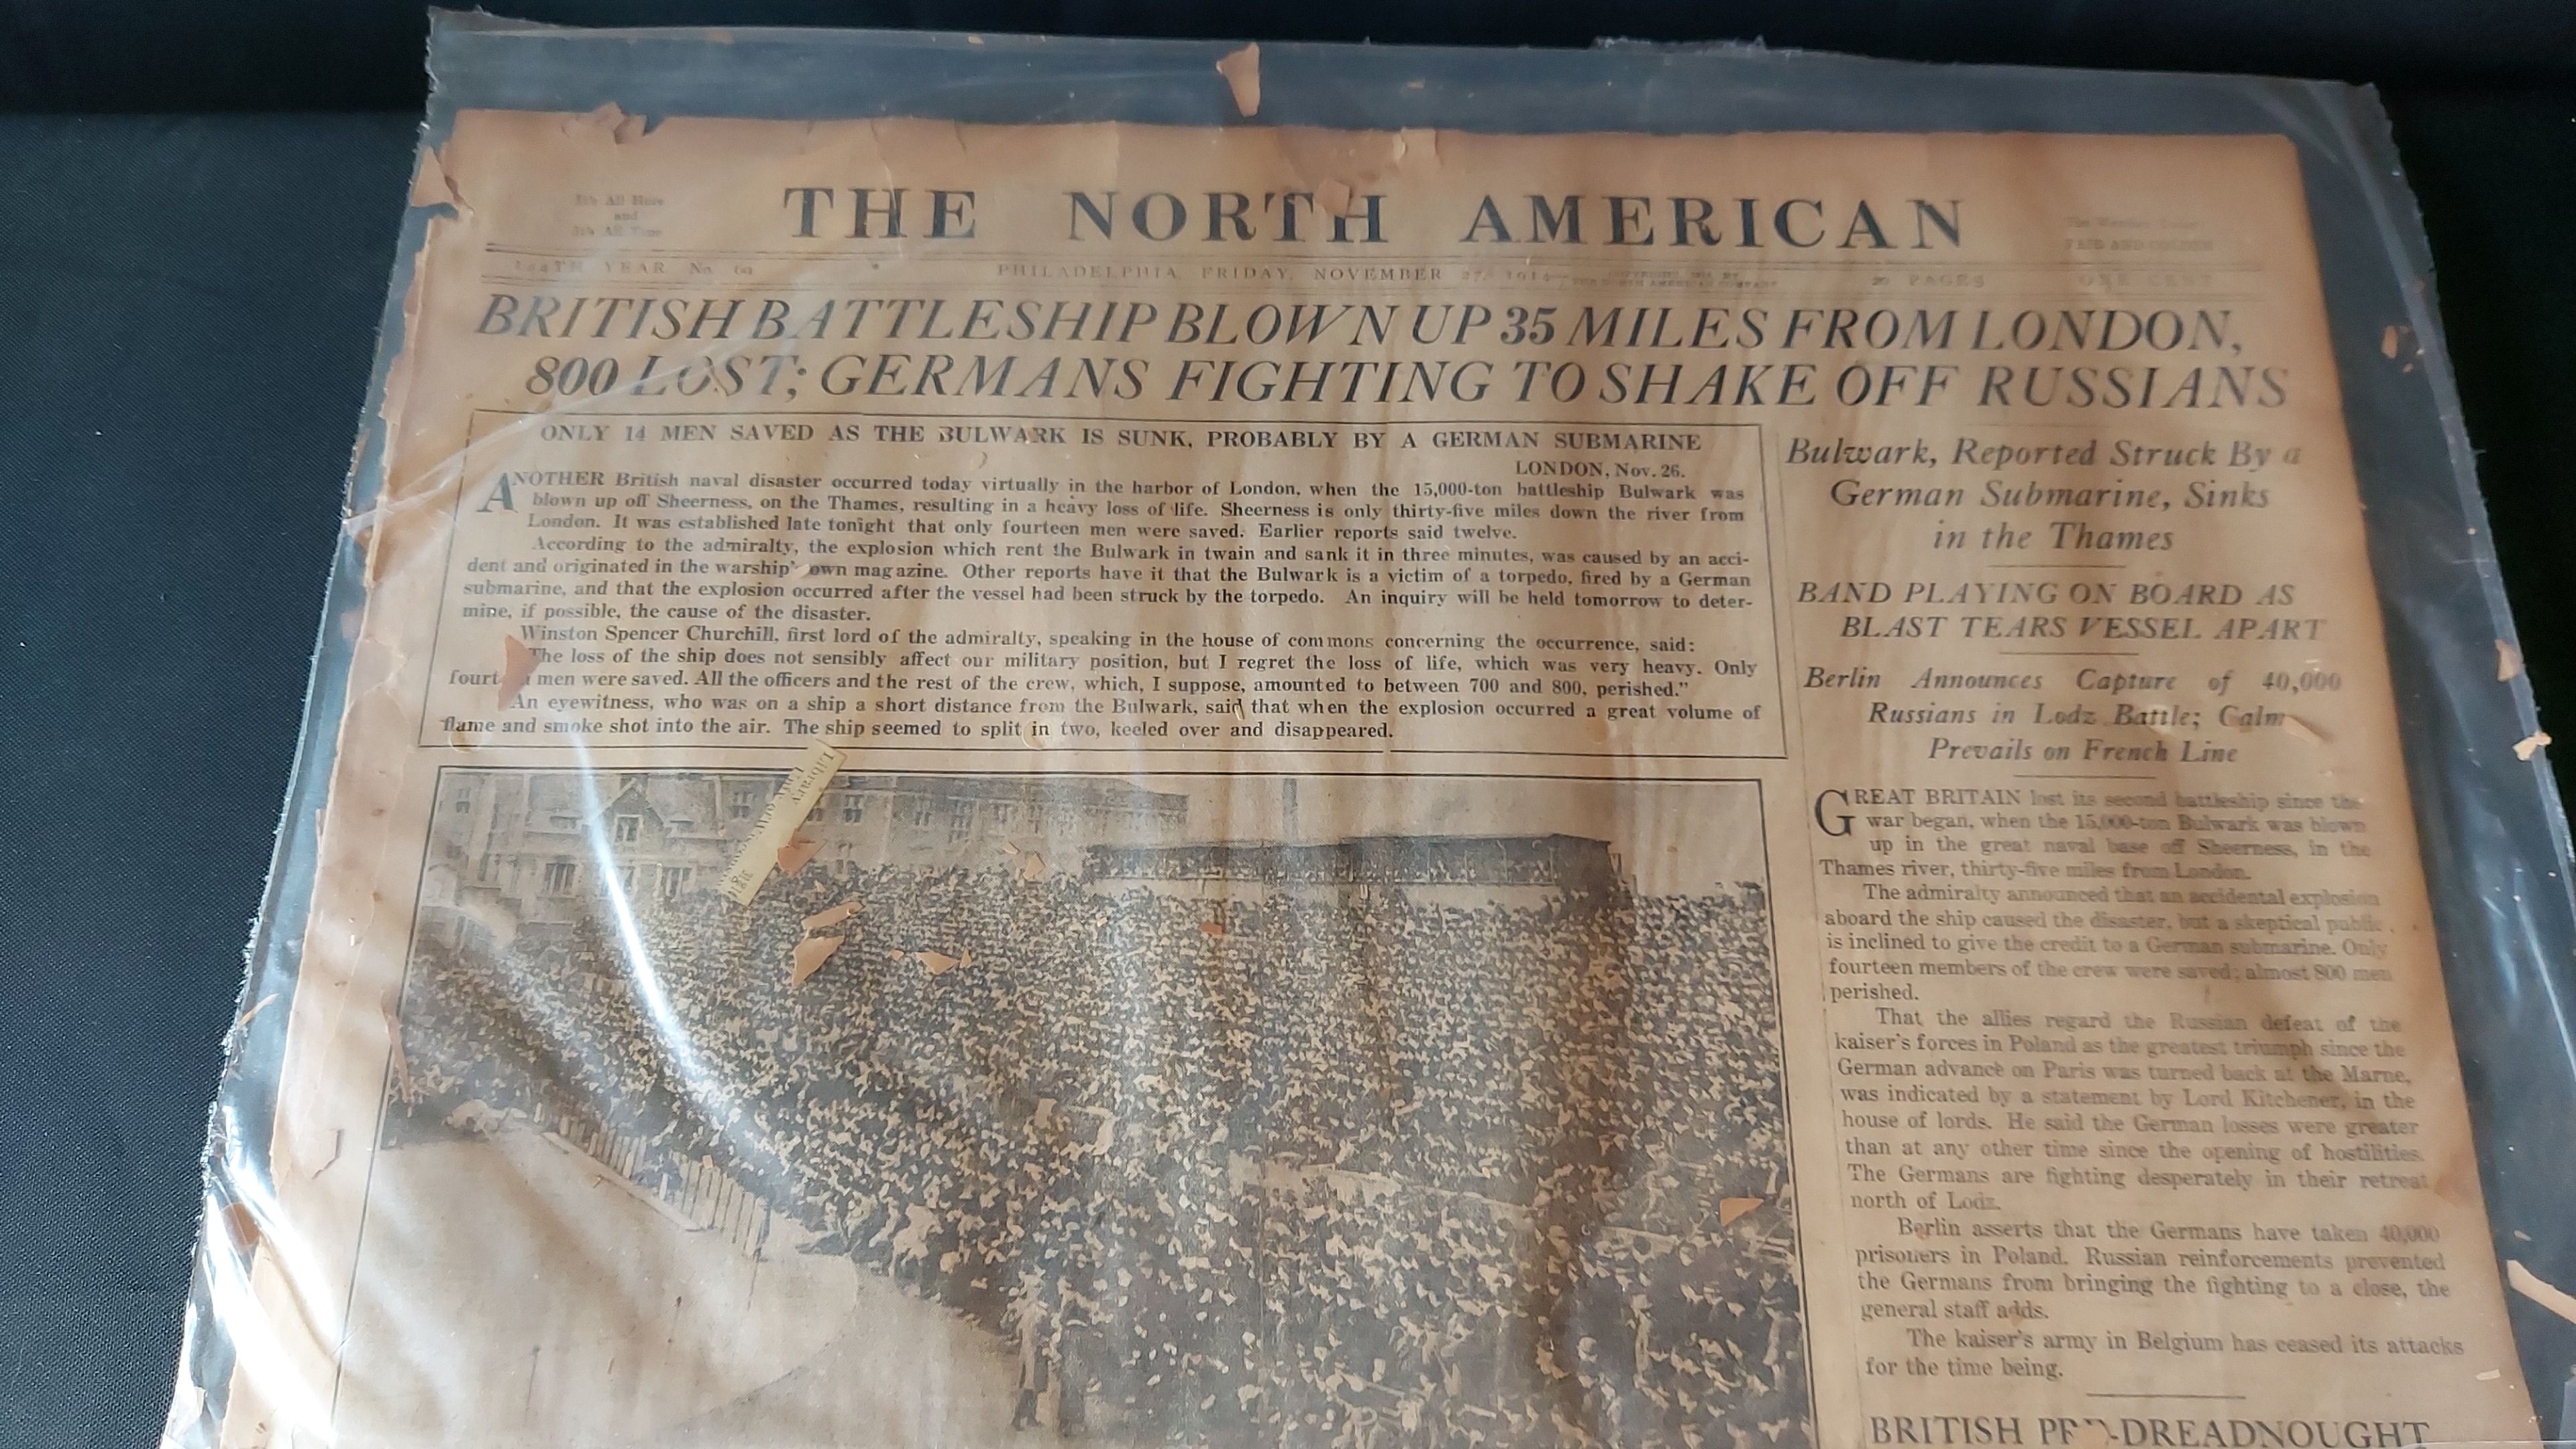 It's All Here
and
It's All True
THE NORTH AMERICAN
YEAR No.
PHILADELPHIA, FRIDAY, NOVEMBER 27, 1914
20 PAGES
ONE CENT
BRITISH BATTLESHIP BLOWN UP 35 MILES FROM LONDON,
800 LOST; GERMANS FIGHTING TO SHAKE OFF RUSSIANS
ONLY 14 MEN SAVED AS THE BULWARK IS SUNK, PROBABLY BY A GERMAN SUBMARINE
LONDON, Nov. 26.
ANOTHER British naval disaster occurred today virtually in the harbor of London, when the 15,000-ton battleship Bulwark was
blown up off Sheerness, on the Thames, resulting in a heavy loss of life. Sheerness is only thirty-five miles down the river from
London. It was established late tonight that only fourteen men were saved. Earlier reports said twelve.
According to the admiralty, the explosion which rent the Bulwark in twain and sank it in three minutes, was caused by an acci-
dent and originated in the warship' own magazine. Other reports have it that the Bulwark is a victim of a torpedo, fired by a German
submarine, and that the explosion occurred after the vessel had been struck by the torpedo. An inquiry will be held tomorrow to deter-
mine, if possible, the cause of the disaster.
Winston Spencer Churchill, first lord of the admiralty, speaking in the house of commons concerning the occurrence, said:
The loss of the ship does not sensibly affect our military position, but I regret the loss of life, which was very heavy. Only
fourteen men were saved. All the officers and the rest of the crew, which, I suppose, amounted to between 700 and 800, perished."
An eyewitness, who was on a ship a short distance from the Bulwark, said that when the explosion occurred a great volume of
flame and smoke shot into the air. The ship seemed to split in two, keeled over and disappeared.
Library
Bulwark, Reported Struck By a
German Submarine, Sinks
in the Thames
BAND PLAYING ON BOARD AS
BLAST TEARS VESSEL APART
Berlin Announces Capture of 40,000
Russians in Lodz Battle; Calm
Prevails on French Line
GREAT BRITAIN lost its second battleship since the
war began, when the 15,000-ton Bulwark was blown
up in the great naval base off Sheerness, in the
Thames river, thirty-five miles from London.
The admiralty announced that an accidental explosion
aboard the ship caused the disaster, but a skeptical public
is inclined to give the credit to a German submarine. Only
fourteen members of the crew were saved; almost 800 men
perished.
That the allies regard the Russian defeat of the
kaiser's forces in Poland as the greatest triumph since the
German advance on Paris was turned back at the Marne,
was indicated by a statement by Lord Kitchener, in the
house of lords. He said the German losses were greater
than at any other time since the opening of hostilities.
The Germans are fighting desperately in their retreat
north of Lodz.
Berlin asserts that the Germans have taken 40,000
prisoners in Poland. Russian reinforcements prevented
the Germans from bringing the fighting to a close, the
general staff adds.
The kaiser's army in Belgium has ceased its attacks
for the time being.
BRITISH PRE-DREADNOUGHT